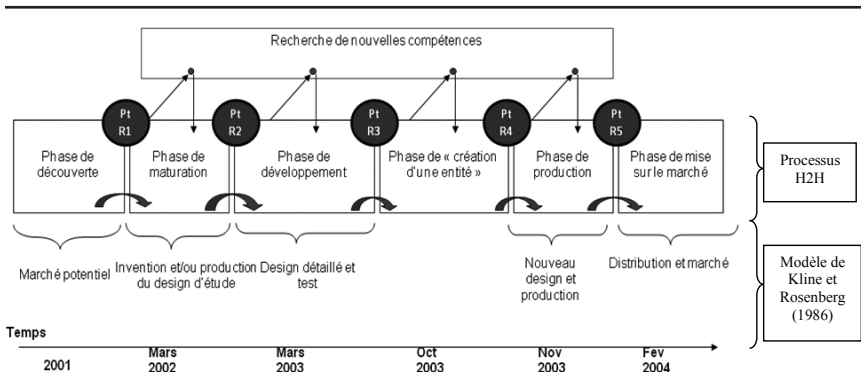 Recherche de nouvelles compétences
Pt
R1
Pt
R2
Pt
R3
Pt
R4
Pt
R5
Phase de
découverte
Phase de
maturation
Phase de
développement
Phase de « création
d'une entité »
Phase de
production
Phase de mise
sur le marché
Processus
H2H
Marché potentiel
Invention et/ou production
du design d'étude
Design détaillé et
test
Nouveau
design et
production
Distribution et marché
Modèle de
Kline et
Rosenberg
(1986)
Temps
2001
Mars
2002
Mars
2003
Oct
2003
Nov
2003
Fev
2004